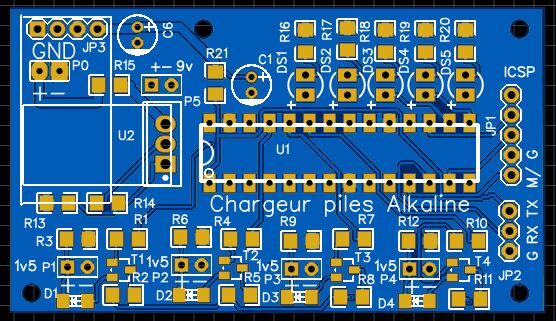 JP3
C6
R16
R17
R18
R19
R20
GND
P0
R15
+- 9v
R21
C1
DS1
DS2
DS3
DS4
DS5
ICSP
+-
P5
+
+
+
+
+
+
+
JP1
U2
U1
M/ G
R13
R14
Chargeur piles Alkaline
R3
R1
R6
R4
R9
R7
R12
R10
G RX TX
1v5 P1
T1
1v5 P2
T2
1v5 P3
T3
1v5 P4
T4
R2
R5
R8
R11
JP2
D1
D2
D3
D4